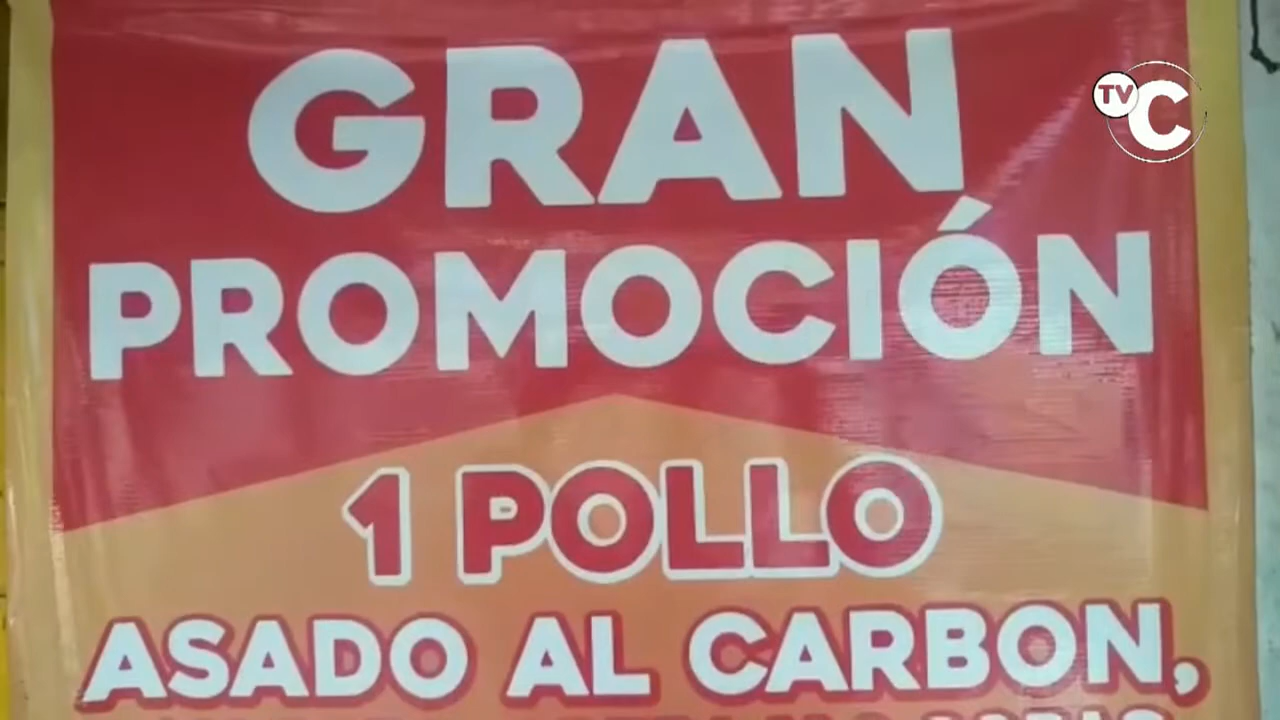 TVC
GRAN
PROMOCIÓN
1 POLLO
ASADO AL CARBON,